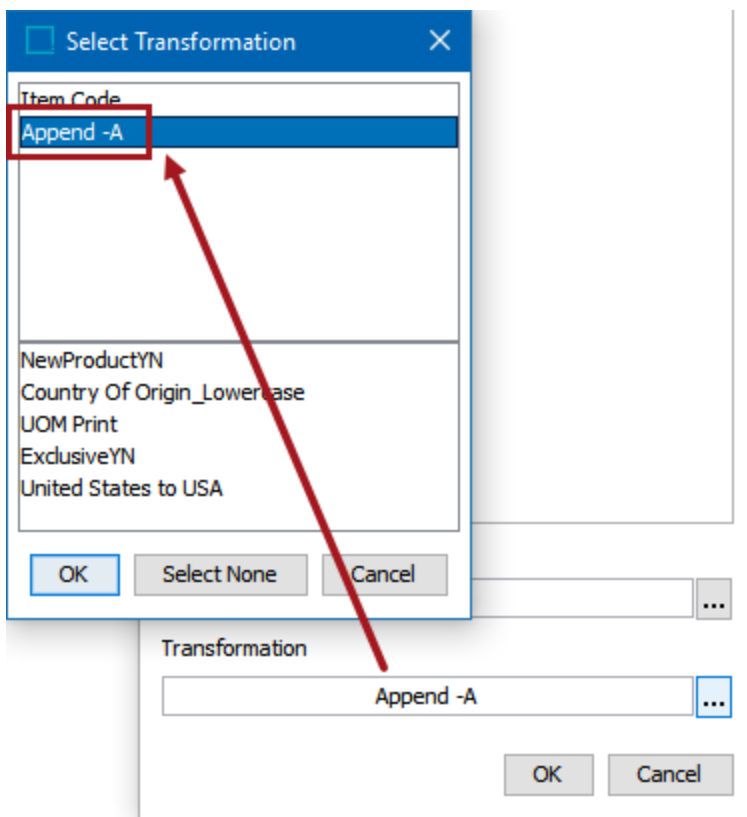 Select Transformation
Item Code
Append -A
NewProductYN
Country Of Origin_Lowercase
UOM Print
ExclusiveYN
United States to USA
OK Select None Cancel
...
Transformation
Append -A ...
OK Cancel